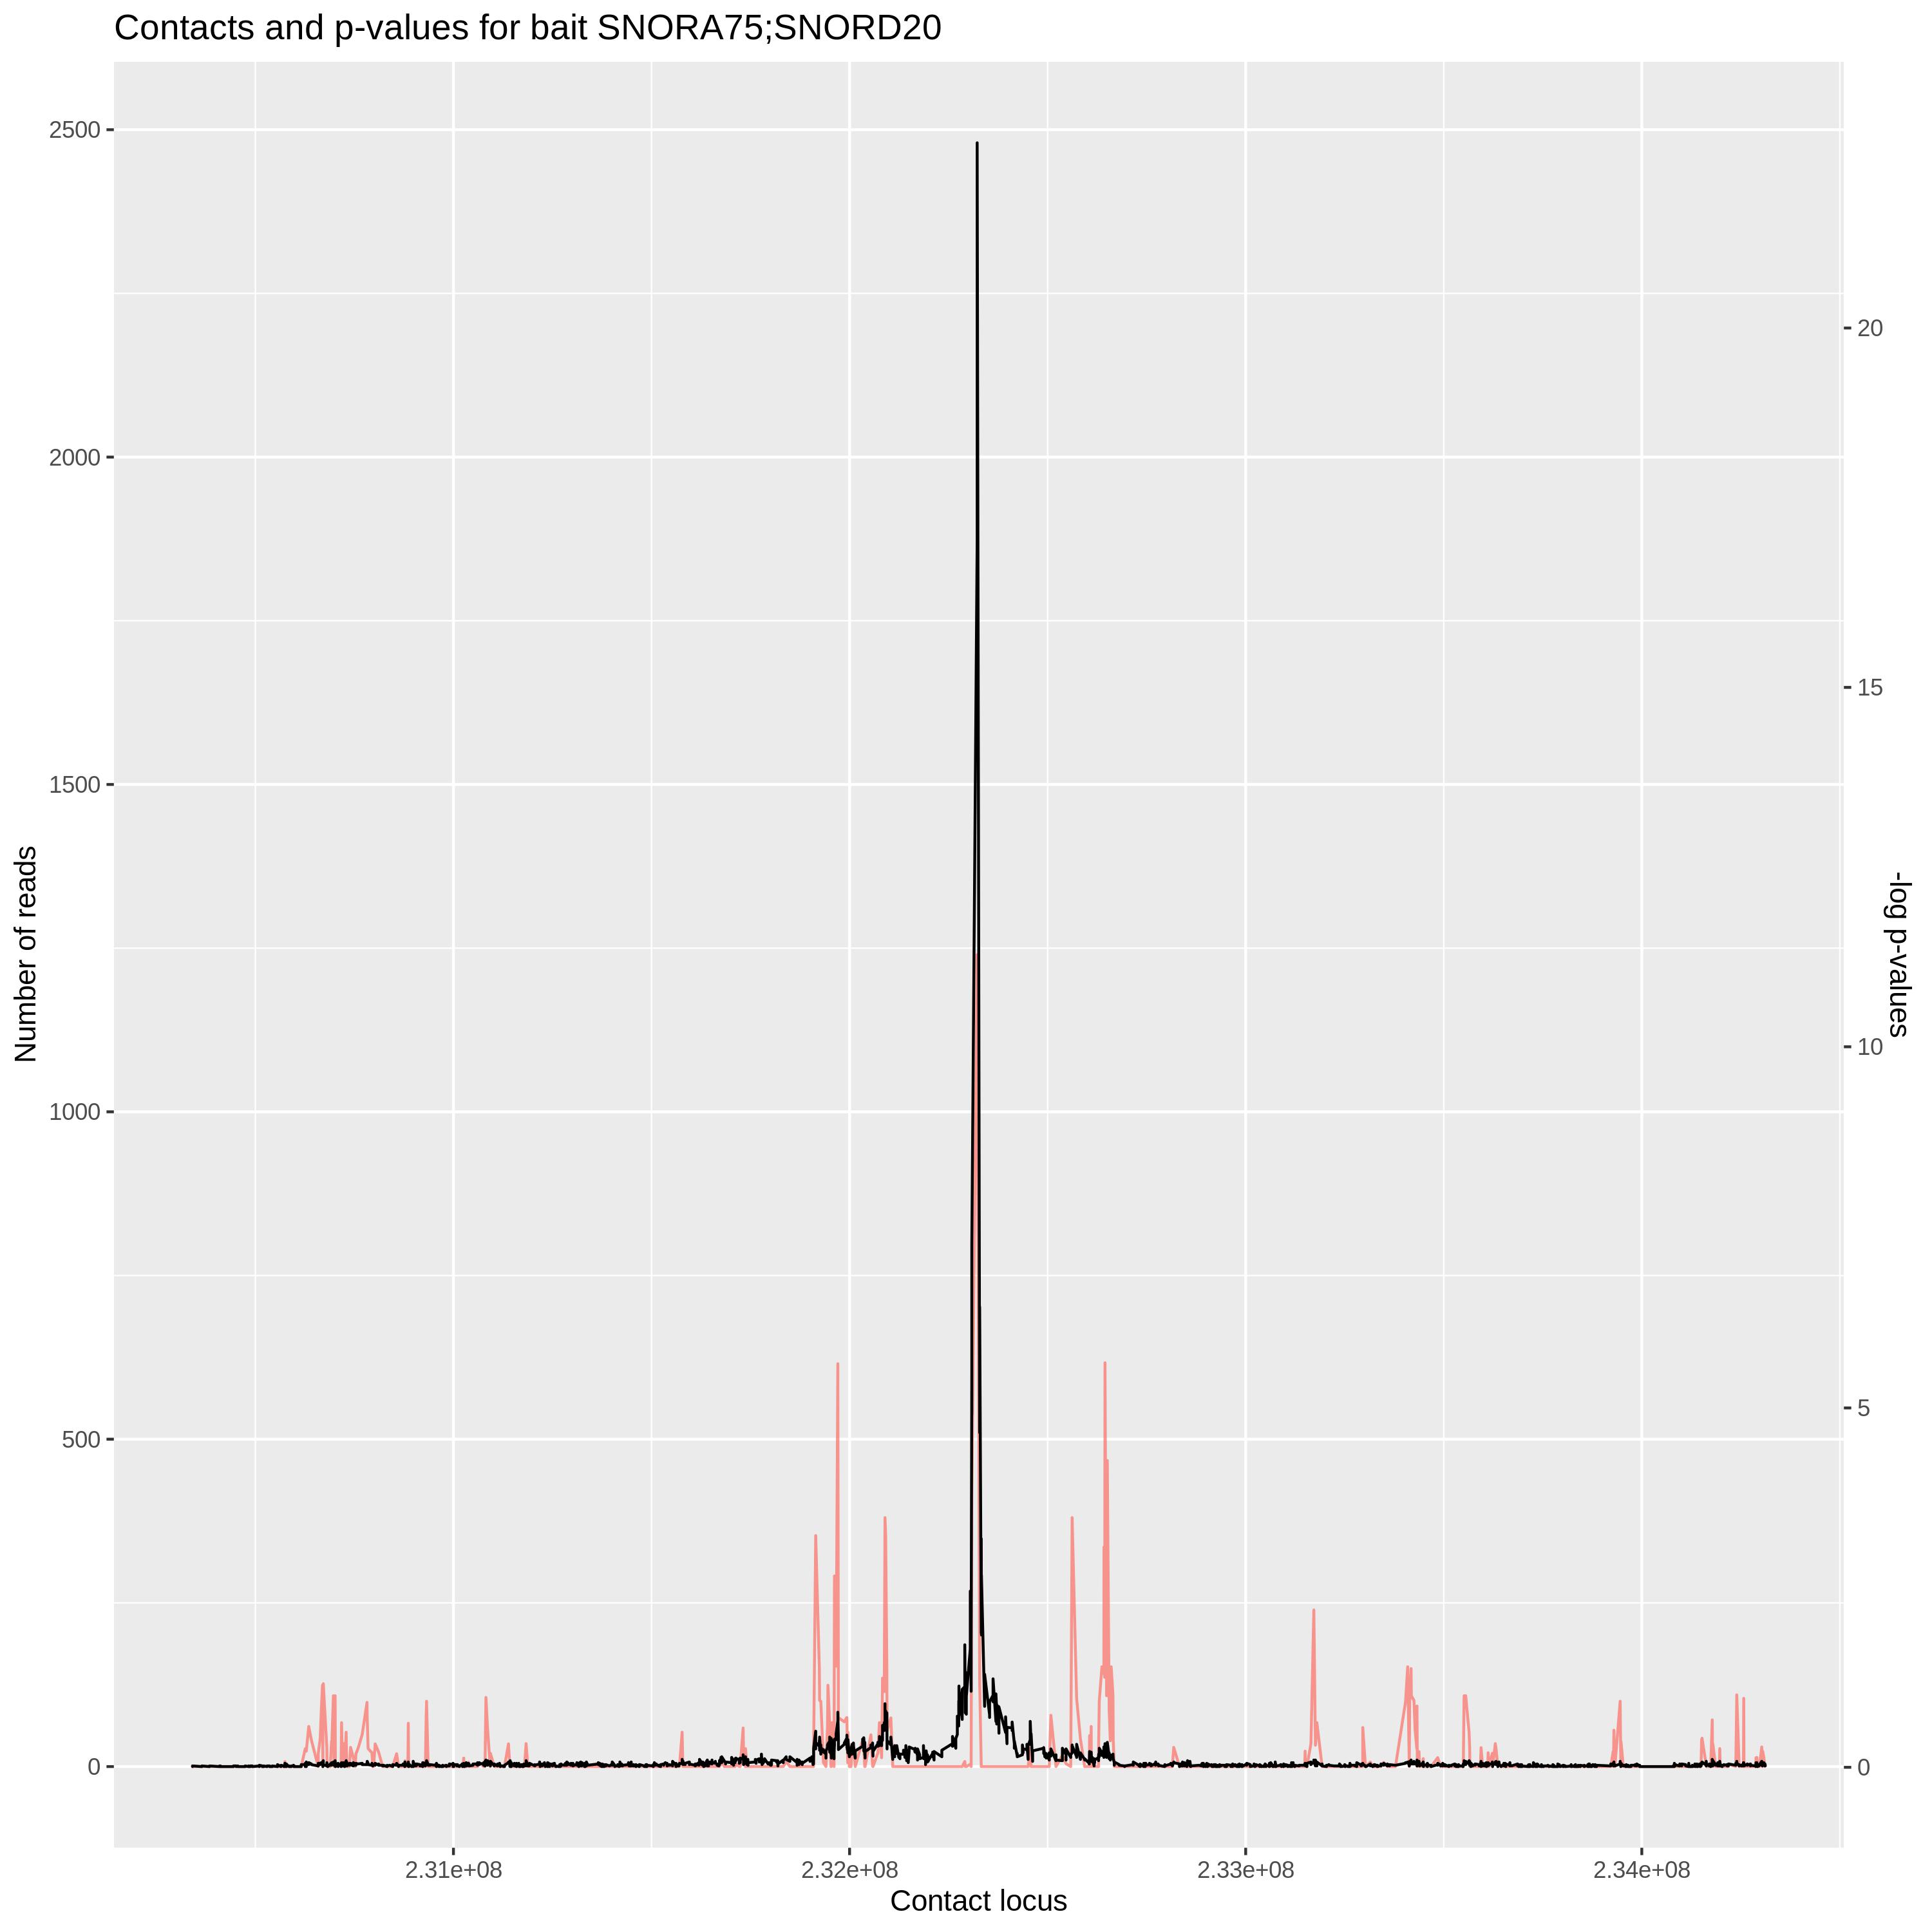 Contacts and p-values for bait SNORA75;SNORD20
2500
2000
1500
1000
500
0
Number of reads
20
15
10
5
0
-log p-values
2.31e+08
2.32e+08
2.33e+08
2.34e+08
Contact locus